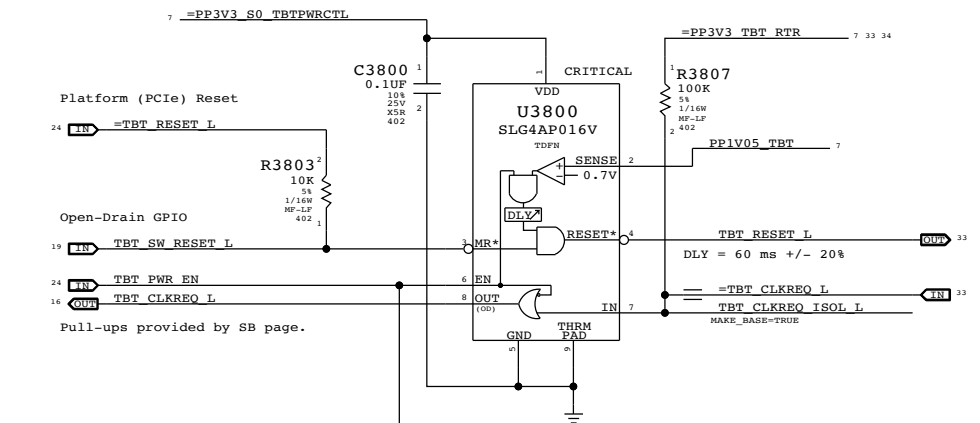 7 =PP3V3_S0_TBTPWRCTL
=PP3V3_TBT_RTR 7 33 34
C3800 1
0.1UF
10%
25V
X5R
402
2
1
CRITICAL
VDD
U3800
SLG4AP016V
TDFN
1
R3807
100K
5%
1/16W
MF-LF
402
2
Platform (PCIe) Reset
24 IN =TBT_RESET_L
PP1V05_TBT 7
SENSE 2
+
− 0.7V
R3803 2
10K
5%
1/16W
MF-LF
402
1
DLY
Open-Drain GPIO
19 IN TBT_SW_RESET_L 3 MR*
RESET* 4 TBT_RESET_L OUT 33
DLY = 60 ms +/- 20%
24 IN TBT_PWR_EN 6 EN
16 OUT TBT_CLKREQ_L 8 OUT
(OD)
=TBT_CLKREQ_L IN 33
IN 7 TBT_CLKREQ_ISOL_L
MAKE_BASE=TRUE
Pull-ups provided by SB page.
GND
THRM
PAD
5
9